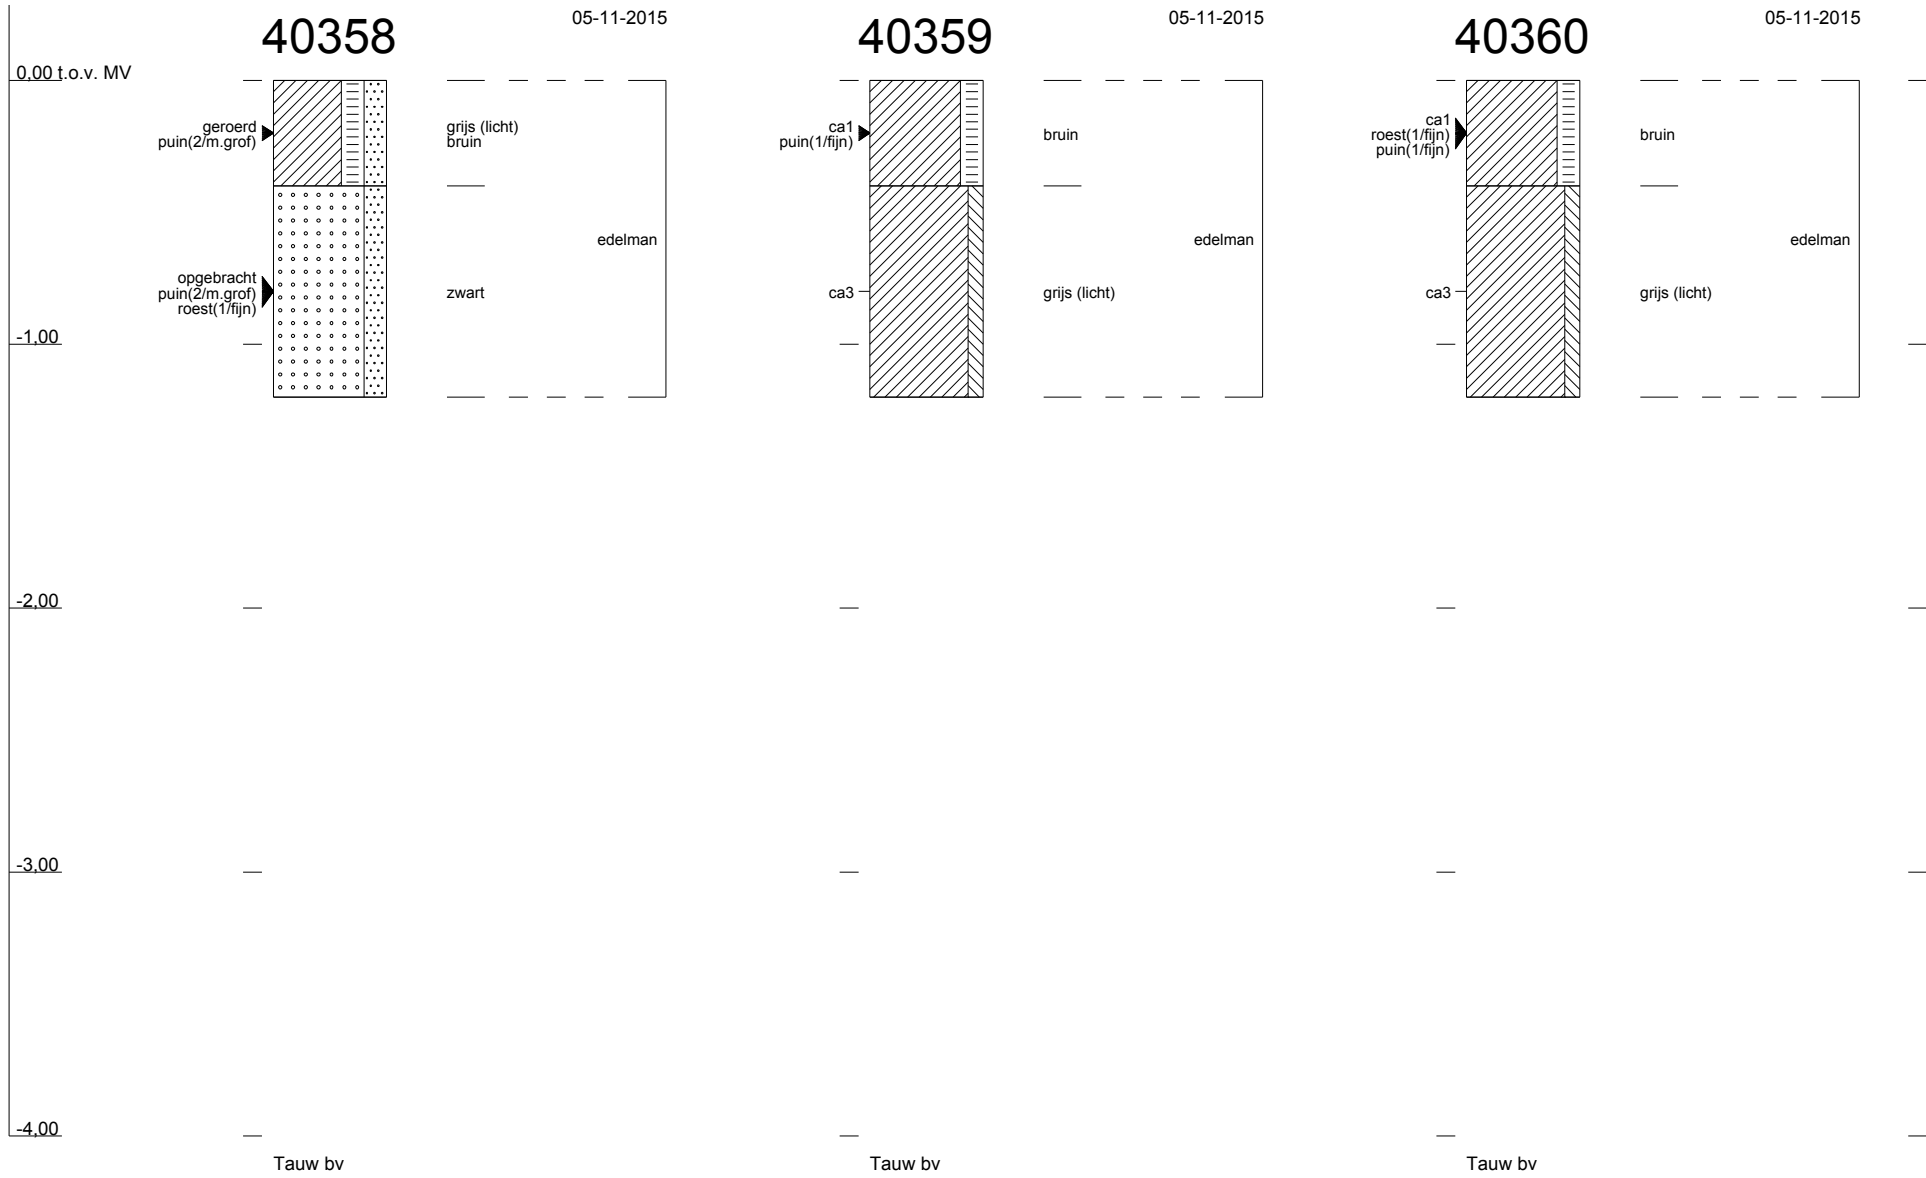 05-11-2015
40358
05-11-2015
40359
05-11-2015
40360
0,00 t.o.v. MV
geroerd
puin(2/m.grof)
grijs (licht)
bruin
edelman
opgebracht
puin(2/m.grof)
roest(1/fijn)
zwart
ca1
puin(1/fijn)
bruin
edelman
ca3
grijs (licht)
ca1
roest(1/fijn)
puin(1/fijn)
bruin
edelman
ca3
grijs (licht)
-1,00
-2,00
-3,00
-4,00
Tauw bv
Tauw bv
Tauw bv